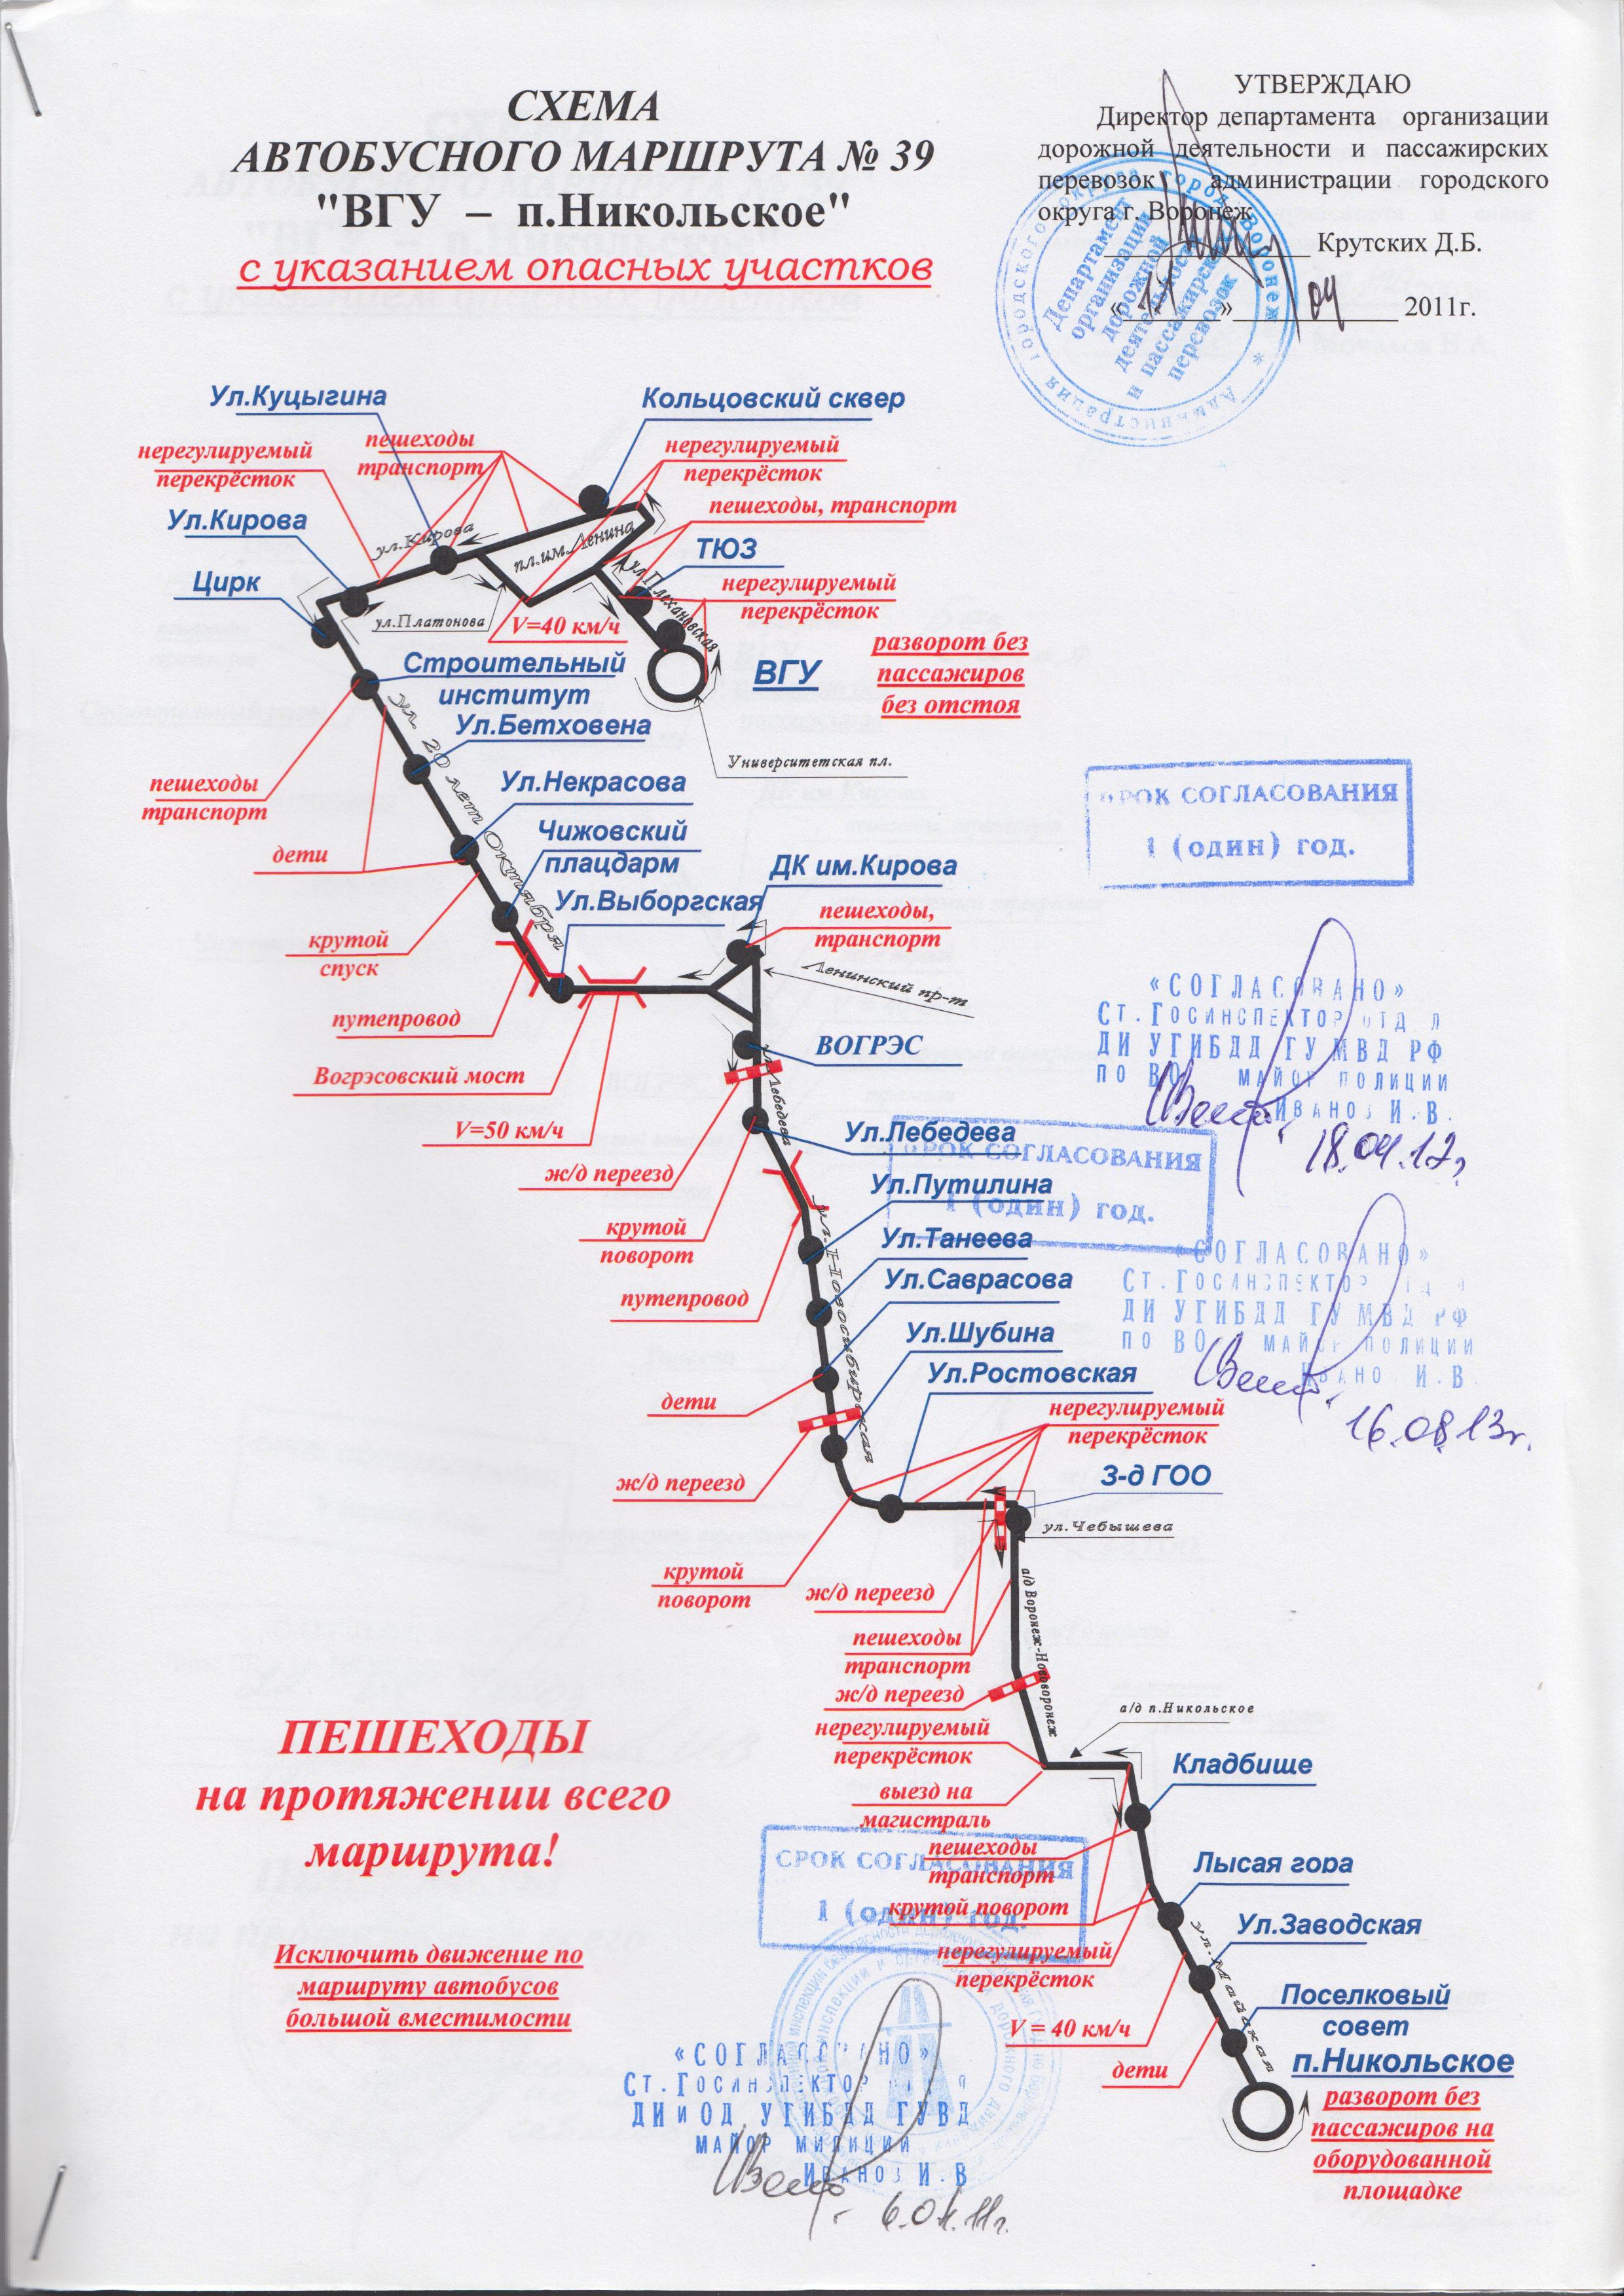 СХЕМА
АВТОБУСНОГО МАРШРУТА № 39
"ВГУ – п.Никольское"
с указанием опасных участков
УТВЕРЖДАЮ
Директор департамента организации
дорожной деятельности и пассажирских
перевозок администрации городского
округа г. Воронеж
Крутских Д.Б.
« » 04 2011г.
Департамент
организации
дорожной
деятельности
и пассажирских
перевозок
Ул.Куцыгина
Кольцовский сквер
нерегулируемый
перекрёсток
пешеходы
транспорт
нерегулируемый
перекрёсток
пешеходы, транспорт
Ул.Кирова
ул.Кирова
пл.им.Ленина
ТЮЗ
Цирк
ул.Плехановская
нерегулируемый
перекрёсток
ул.Платонова
V=40 км/ч
разворот без
пассажиров
без отстоя
ВГУ
Строительный
институт
ул. 20 лет Октября
Ул.Бетховена
Университетская пл.
пешеходы
транспорт
Ул.Некрасова
СРОК СОГЛАСОВАНИЯ
1 (один) год.
дети
Чижовский
плацдарм
ДК им.Кирова
Ул.Выборгская
пешеходы,
транспорт
крутой
спуск
Ленинский пр-т
путепровод
ВОГРЭС
Вогрэсовский мост
«СОГЛАСОВАНО»
Ст.Госинспектор отд
ДИ УГИБДД ГУ МВД РФ
по ВО майор полиции
Иванов И.В.
18.04.12г.
V=50 км/ч
ул.Лебедева
Ул.Лебедева
СРОК СОГЛАСОВАНИЯ
1 (один) год.
ж/д переезд
Ул.Путилина
крутой
поворот
ул.Новосибирская
Ул.Танеева
«СОГЛАСОВАНО»
Ст.Госинспектор
ДИ УГИБДД ГУ МВД РФ
по ВО майор полиции
Иванов И.В.
16.08.13г.
путепровод
Ул.Саврасова
Ул.Шубина
Ул.Ростовская
дети
нерегулируемый
перекрёсток
ж/д переезд
З-д ГОО
ул.Чебышева
крутой
поворот
ж/д переезд
а/д Воронеж-Нововоронеж
пешеходы
транспорт
ж/д переезд
а/д п.Никольское
нерегулируемый
перекрёсток
Кладбище
выезд на
магистраль
пешеходы
транспорт
СРОК СОГЛАСОВАНИЯ
1 (один) год.
крутой поворот
Лысая гора
нерегулируемый
перекрёсток
Ул.Заводская
ул.Майская
V = 40 км/ч
Поселковый
совет
дети
п.Никольское
разворот без
пассажиров на
оборудованной
площадке
ПЕШЕХОДЫ
на протяжении всего
маршрута!
Исключить движение по
маршруту автобусов
большой вместимости
«СОГЛАСОВАНО»
Ст.Госинспектор
ДИ и ОД УГИБДД ГУВД
майор милиции
Иванов И.В
6.04.11г.